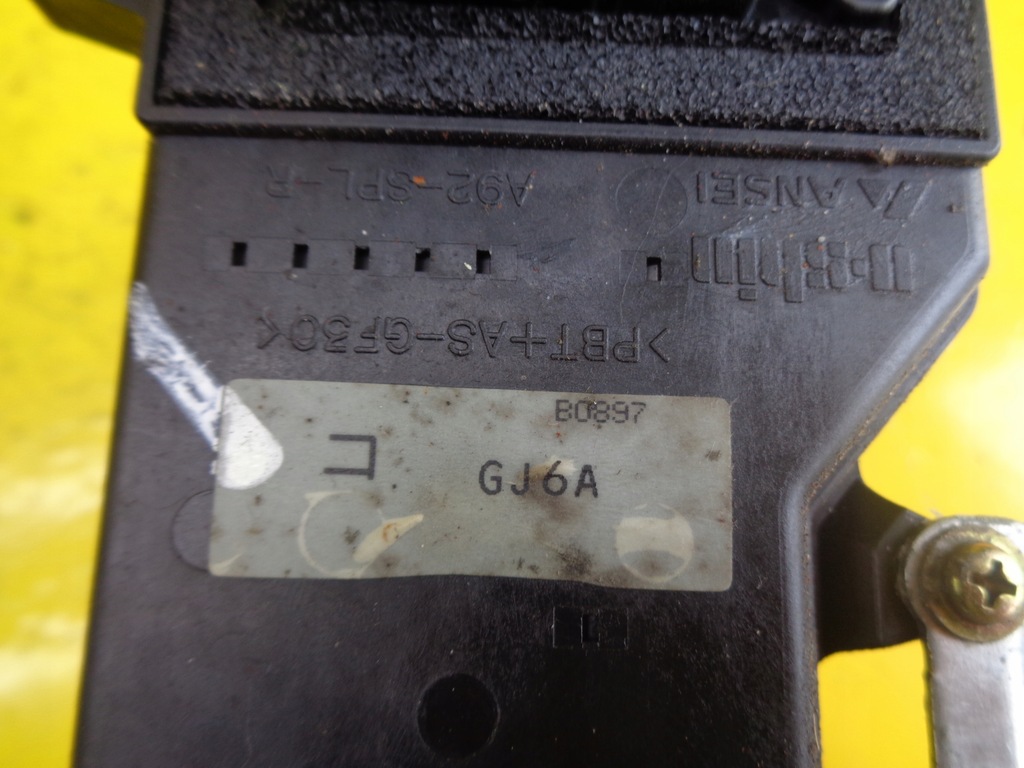 △ ANSEI A92-SPL-R
>PBT+AS-GF30<
B0897
コ GJ6A